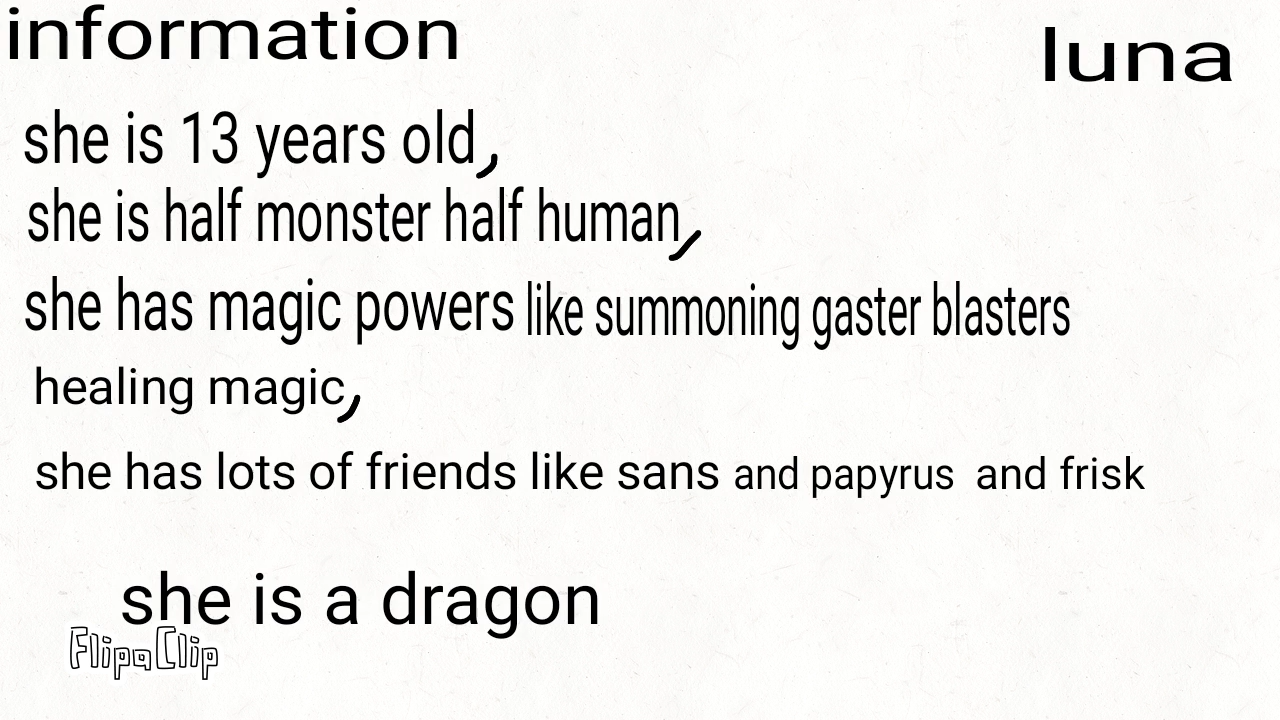 information
luna
she is 13 years old,
she is half monster half human,
she has magic powers like summoning gaster blasters
healing magic,
she has lots of friends like sans and papyrus and frisk
she is a dragon
FlipaClip